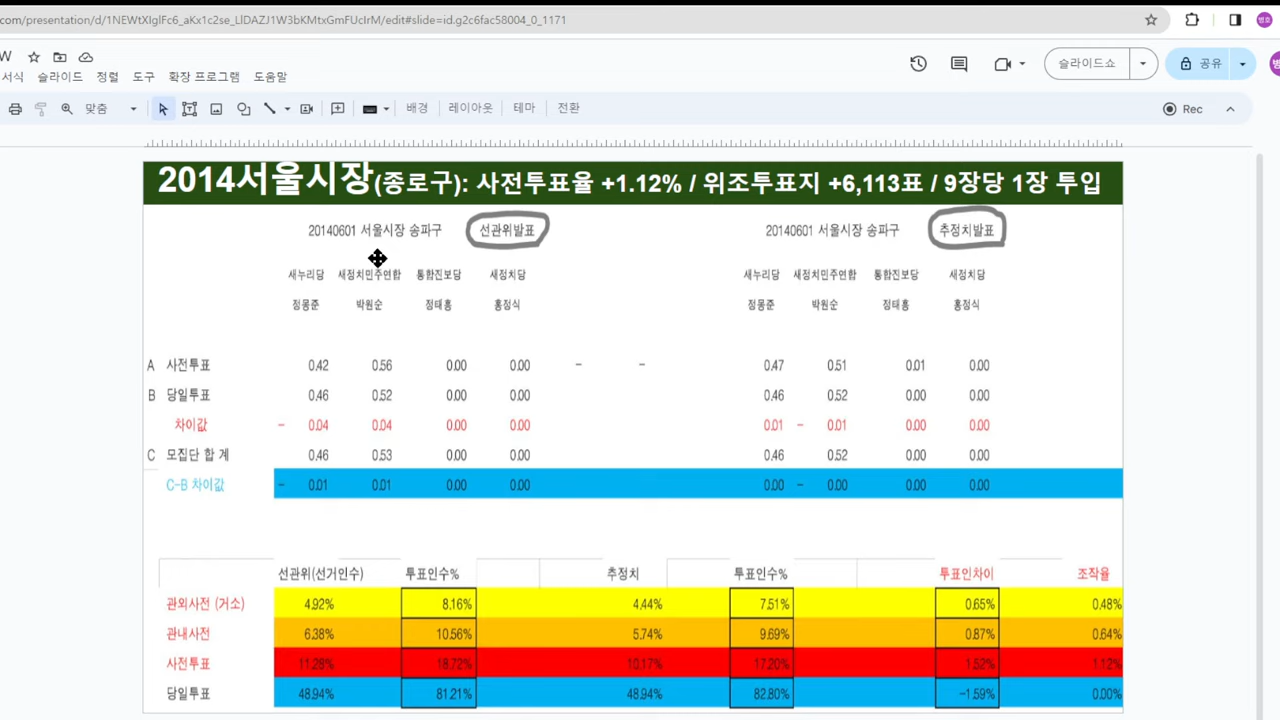 com/presentation/d/1NEWtXIglFc6_aKx1c2se_LlDAZJ1W3bKMtxGmFUcIrM/edit#slide=id.g2c6fac58004_0_1171
W
서식 슬라이드 정렬 도구 확장 프로그램 도움말
슬라이드쇼
공유
맞춤
배경 레이아웃 테마 전환
Rec
2014서울시장(종로구): 사전투표율 +1.12% / 위조투표지 +6,113표 / 9장당 1장 투입
20140601 서울시장 송파구 선관위발표 20140601 서울시장 송파구 추정치발표
새누리당 새정치민주연합 통합진보당 새정치당 새누리당 새정치민주연합 통합진보당 새정치당
정몽준 박원순 정태흥 홍정식 정몽준 박원순 정태흥 홍정식
A 사전투표 0.42 0.56 0.00 0.00 - - 0.47 0.51 0.01 0.00
B 당일투표 0.46 0.52 0.00 0.00 0.46 0.52 0.00 0.00
차이값 - 0.04 0.04 0.00 0.00 0.01 - 0.01 0.00 0.00
C 모집단 합 계 0.46 0.53 0.00 0.00 0.46 0.52 0.00 0.00
C-B 차이값 - 0.01 0.01 0.00 0.00 0.00 - 0.00 0.00 0.00
선관위(선거인수) 투표인수% 추정치 투표인수% 투표인차이 조작율
관외사전 (거소) 4.92% 8.16% 4.44% 7.51% 0.65% 0.48%
관내사전 6.38% 10.56% 5.74% 9.69% 0.87% 0.64%
사전투표 11.28% 18.72% 10.17% 17.20% 1.52% 1.12%
당일투표 48.94% 81.21% 48.94% 82.80% -1.59% 0.00%